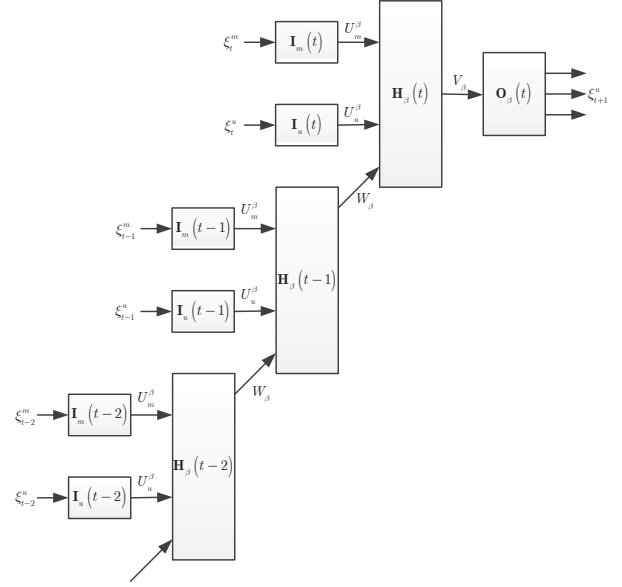 ξ_t^m I_m(t) U_m^β
H_β(t) V_β O_β(t) ξ_{t+1}^u
ξ_t^u I_u(t) U_u^β
W_β
ξ_{t-1}^m I_m(t-1) U_m^β
H_β(t-1)
ξ_{t-1}^u I_u(t-1) U_u^β
W_β
ξ_{t-2}^m I_m(t-2) U_m^β
H_β(t-2)
ξ_{t-2}^u I_u(t-2) U_u^β